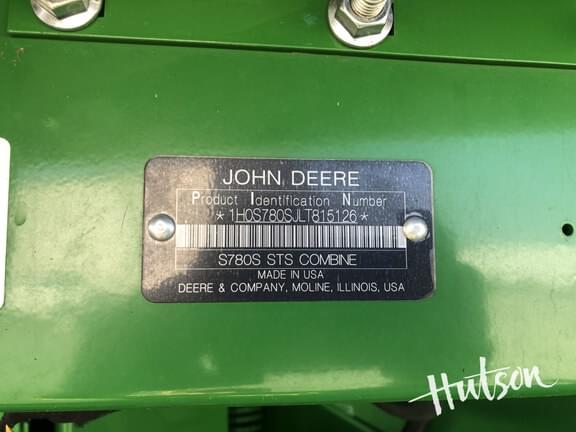 JOHN DEERE
Product Identification Number
*1H0S780SJLT815126*
S780S STS COMBINE
MADE IN USA
DEERE & COMPANY, MOLINE, ILLINOIS, USA
Hutson